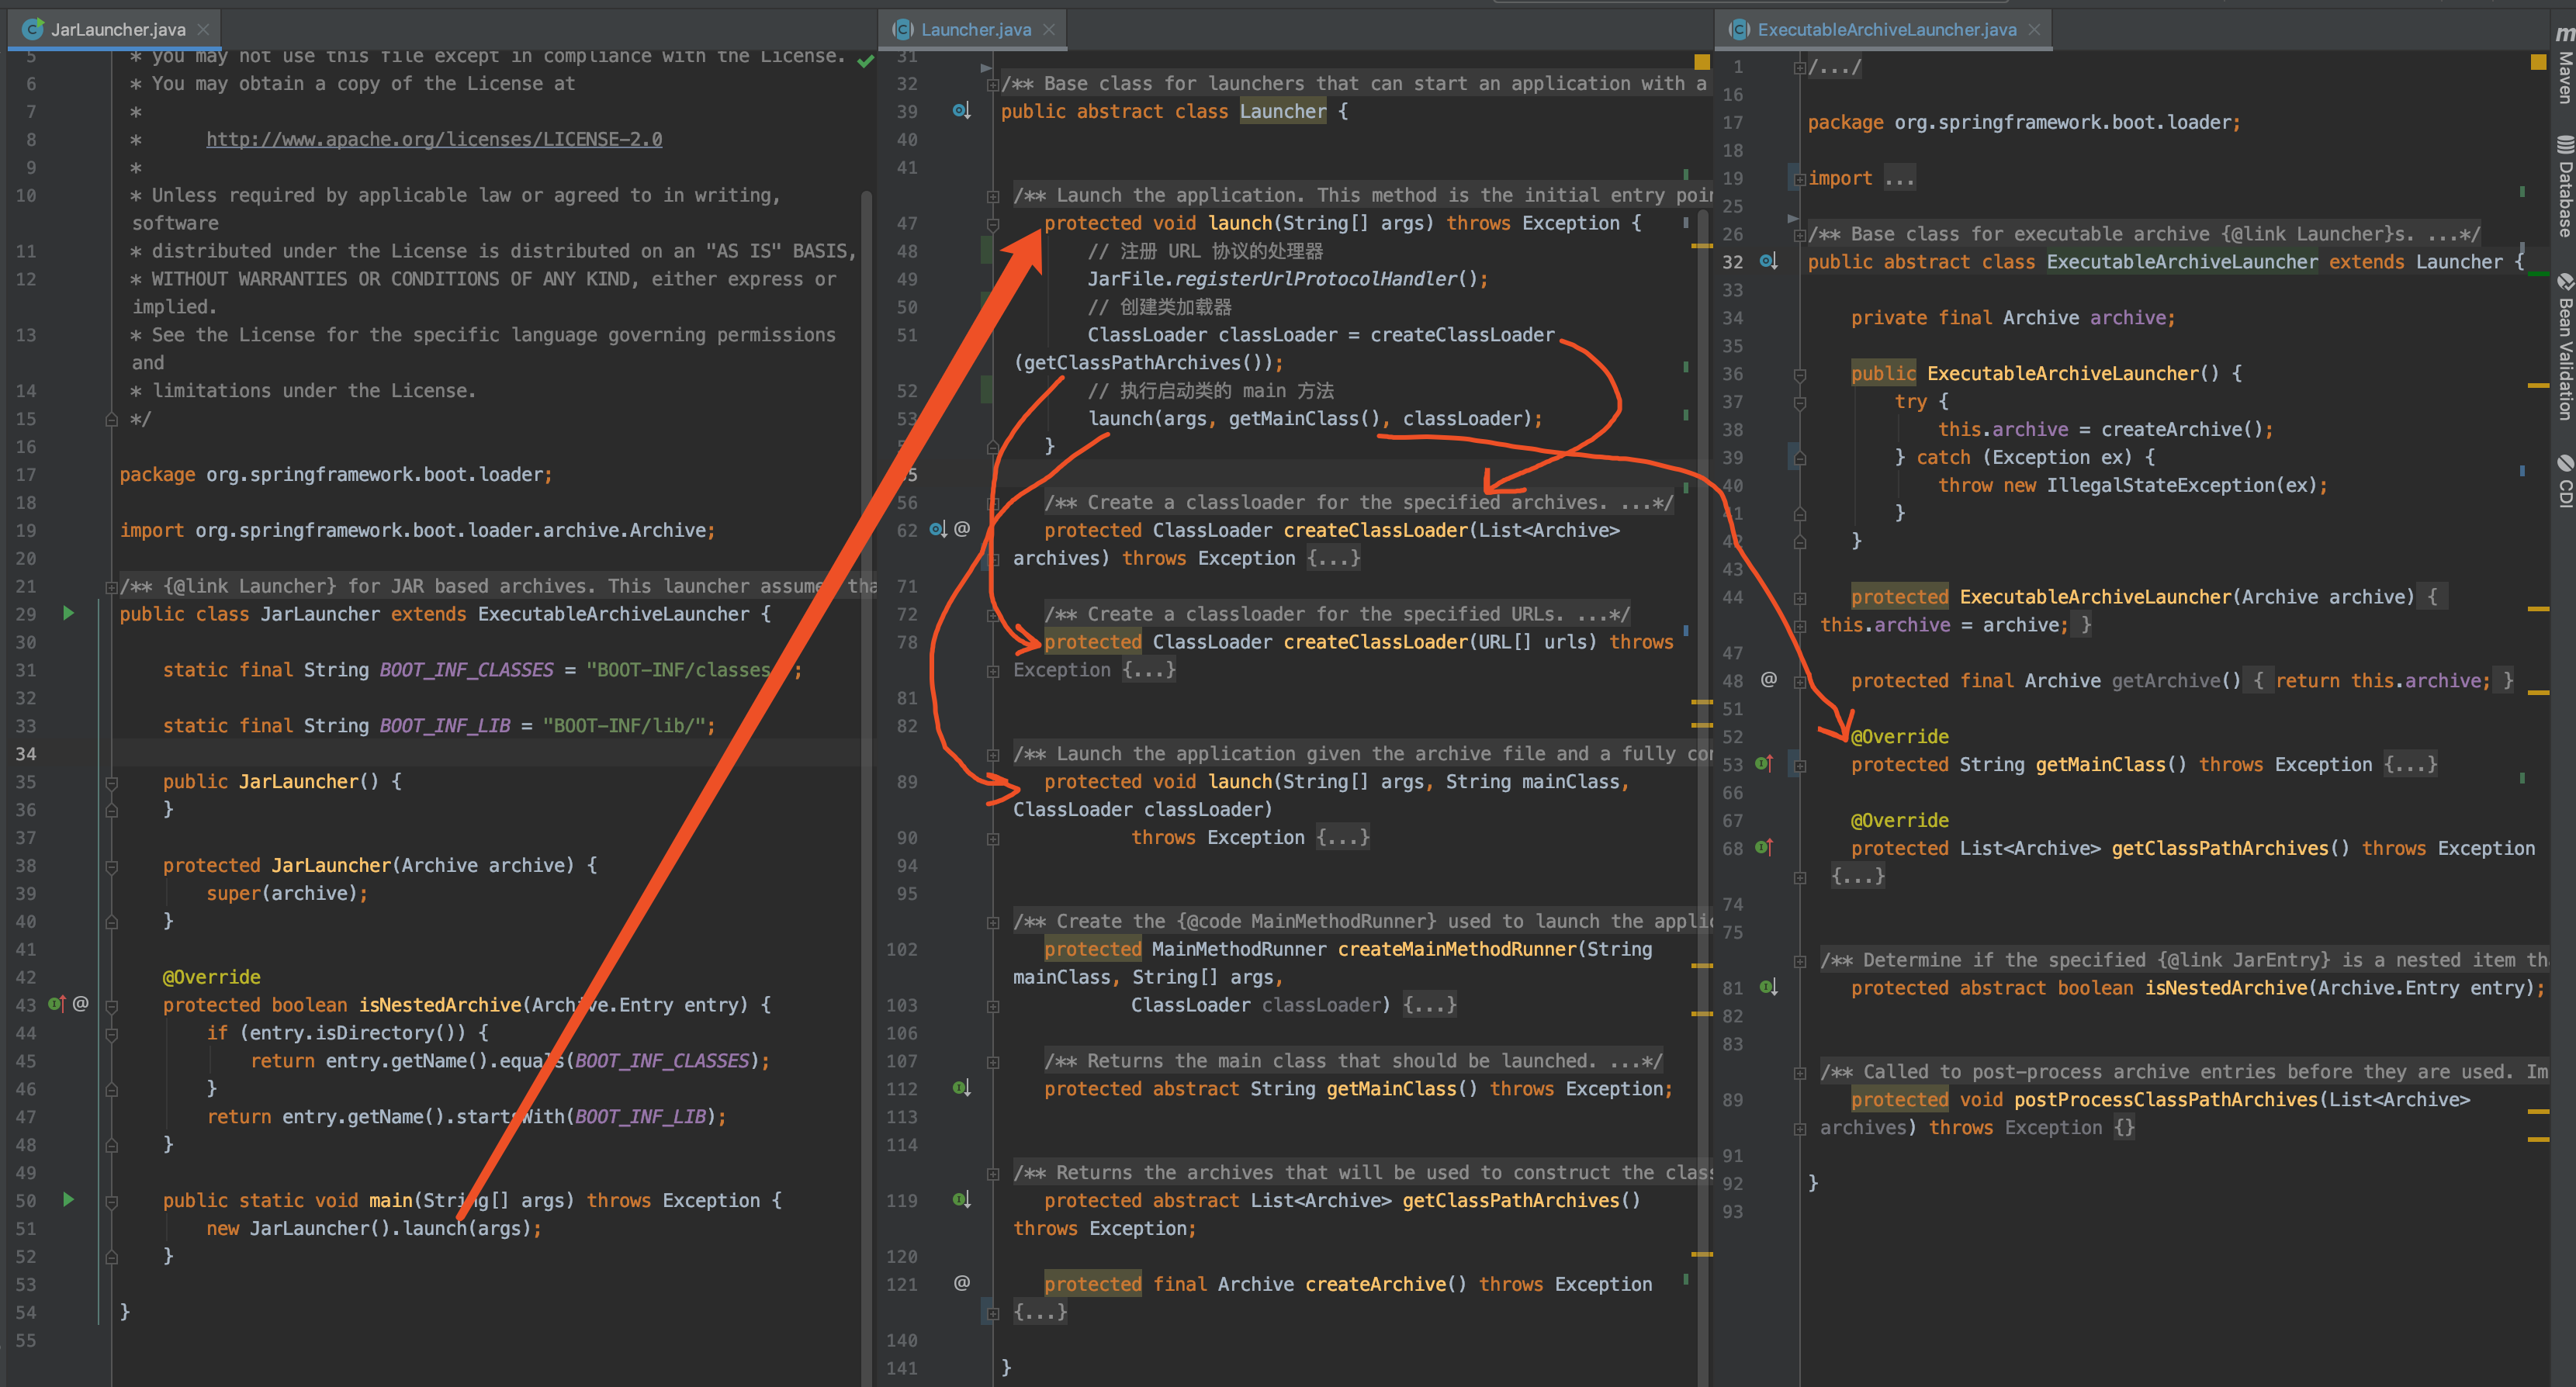 JarLauncher.java
5 * you may not use this file except in compliance with the License.
6 * You may obtain a copy of the License at
7 *
8 * http://www.apache.org/licenses/LICENSE-2.0
9 *
10 * Unless required by applicable law or agreed to in writing,
software
11 * distributed under the License is distributed on an "AS IS" BASIS,
12 * WITHOUT WARRANTIES OR CONDITIONS OF ANY KIND, either express or
implied.
13 * See the License for the specific language governing permissions
and
14 * limitations under the License.
15 */
16
17 package org.springframework.boot.loader;
18
19 import org.springframework.boot.loader.archive.Archive;
20
21 /** {@link Launcher} for JAR based archives. This launcher assume tha
29 public class JarLauncher extends ExecutableArchiveLauncher {
30
31 static final String BOOT_INF_CLASSES = "BOOT-INF/classes ;
32
33 static final String BOOT_INF_LIB = "BOOT-INF/lib/";
34
35 public JarLauncher() {
36 }
37
38 protected JarLauncher(Archive archive) {
39 super(archive);
40 }
41
42 @Override
43 @ protected boolean isNestedArchive(Archive.Entry entry) {
44 if (entry.isDirectory()) {
45 return entry.getName().equals(BOOT_INF_CLASSES);
46 }
47 return entry.getName().startsWith(BOOT_INF_LIB);
48 }
49
50 public static void main(String[] args) throws Exception {
51 new JarLauncher().launch(args);
52 }
53
54 }
55
Launcher.java
31
32 /** Base class for launchers that can start an application with a
39 public abstract class Launcher {
40
41
/** Launch the application. This method is the initial entry poin
47 protected void launch(String[] args) throws Exception {
48 // 注册 URL 协议的处理器
49 JarFile.registerUrlProtocolHandler();
50 // 创建类加载器
51 ClassLoader classLoader = createClassLoader
(getClassPathArchives());
52 // 执行启动类的 main 方法
53 launch(args, getMainClass(), classLoader);
}
55
56 /** Create a classloader for the specified archives. ...*/
62 @ protected ClassLoader createClassLoader(List<Archive>
archives) throws Exception {...}
71
72 /** Create a classloader for the specified URLs. ...*/
78 protected ClassLoader createClassLoader(URL[] urls) throws
Exception {...}
81
82
/** Launch the application given the archive file and a fully con
89 protected void launch(String[] args, String mainClass,
ClassLoader classLoader)
90 throws Exception {...}
94
95
/** Create the {@code MainMethodRunner} used to launch the applic
102 protected MainMethodRunner createMainMethodRunner(String
mainClass, String[] args,
103 ClassLoader classLoader) {...}
106
107 /** Returns the main class that should be launched. ...*/
112 protected abstract String getMainClass() throws Exception;
113
114
/** Returns the archives that will be used to construct the clas
119 protected abstract List<Archive> getClassPathArchives()
throws Exception;
120
121 @ protected final Archive createArchive() throws Exception
{...}
140
141 }
ExecutableArchiveLauncher.java
1 /.../
16
17 package org.springframework.boot.loader;
18
19 import ...
25
26 /** Base class for executable archive {@link Launcher}s. ...*/
32 public abstract class ExecutableArchiveLauncher extends Launcher {
33
34 private final Archive archive;
35
36 public ExecutableArchiveLauncher() {
37 try {
38 this.archive = createArchive();
39 } catch (Exception ex) {
40 throw new IllegalStateException(ex);
41 }
42 }
43
44 protected ExecutableArchiveLauncher(Archive archive) {
this.archive = archive; }
47
48 @ protected final Archive getArchive() { return this.archive; }
51
52 @Override
53 protected String getMainClass() throws Exception {...}
66
67 @Override
68 protected List<Archive> getClassPathArchives() throws Exception
{...}
74
75
/** Determine if the specified {@link JarEntry} is a nested item th
81 protected abstract boolean isNestedArchive(Archive.Entry entry);
82
83
/** Called to post-process archive entries before they are used. Im
89 protected void postProcessClassPathArchives(List<Archive>
archives) throws Exception {}
91
92 }
93
m
Maven
Database
Bean Validation
CDI